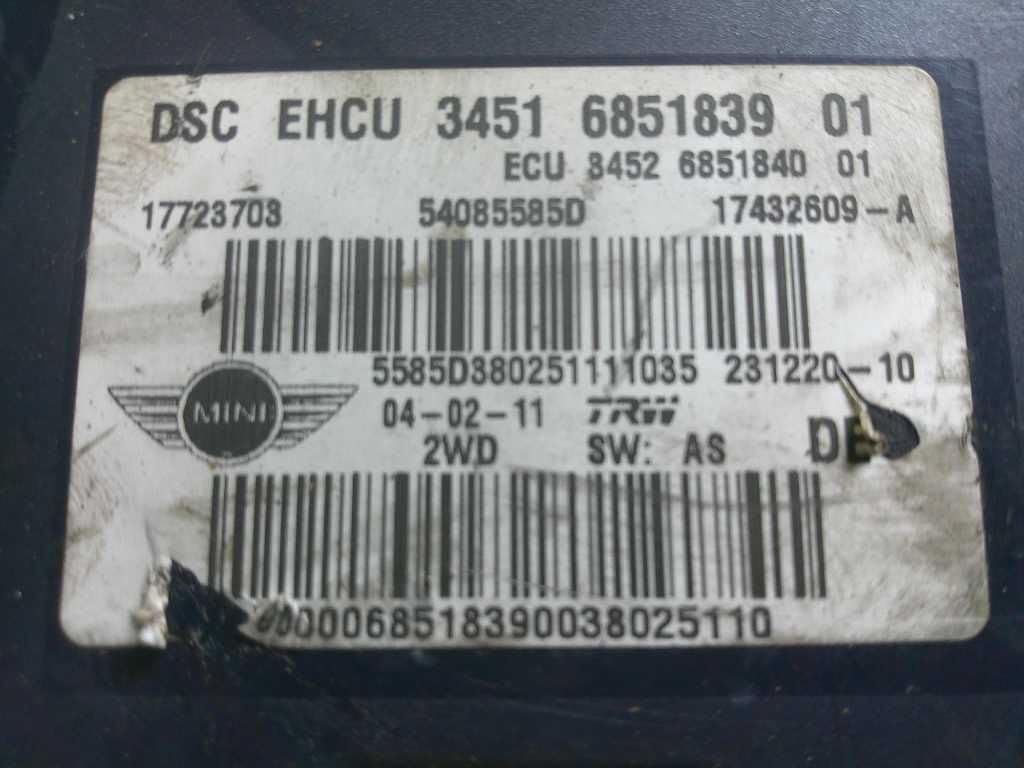 DSC EHCU 3451 6851839 01
ECU 3452 6851840 01
17723703 54085585D 17432609-A
5585D380251111035 231220-10
MINI 04-02-11 TRW
2WD SW: AS
0000068518390038025110